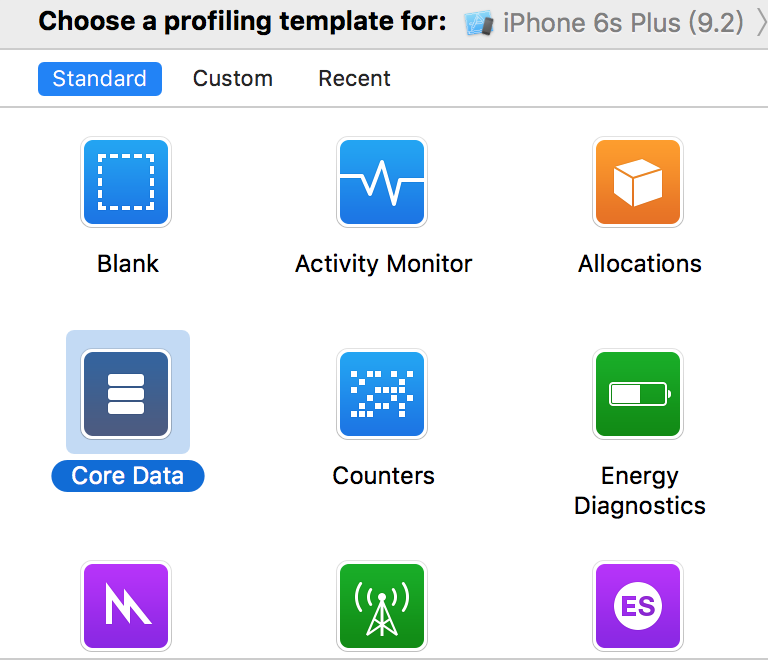 Choose a profiling template for: iPhone 6s Plus (9.2)
Standard Custom Recent
Blank Activity Monitor Allocations
Core Data Counters Energy
Diagnostics
ES